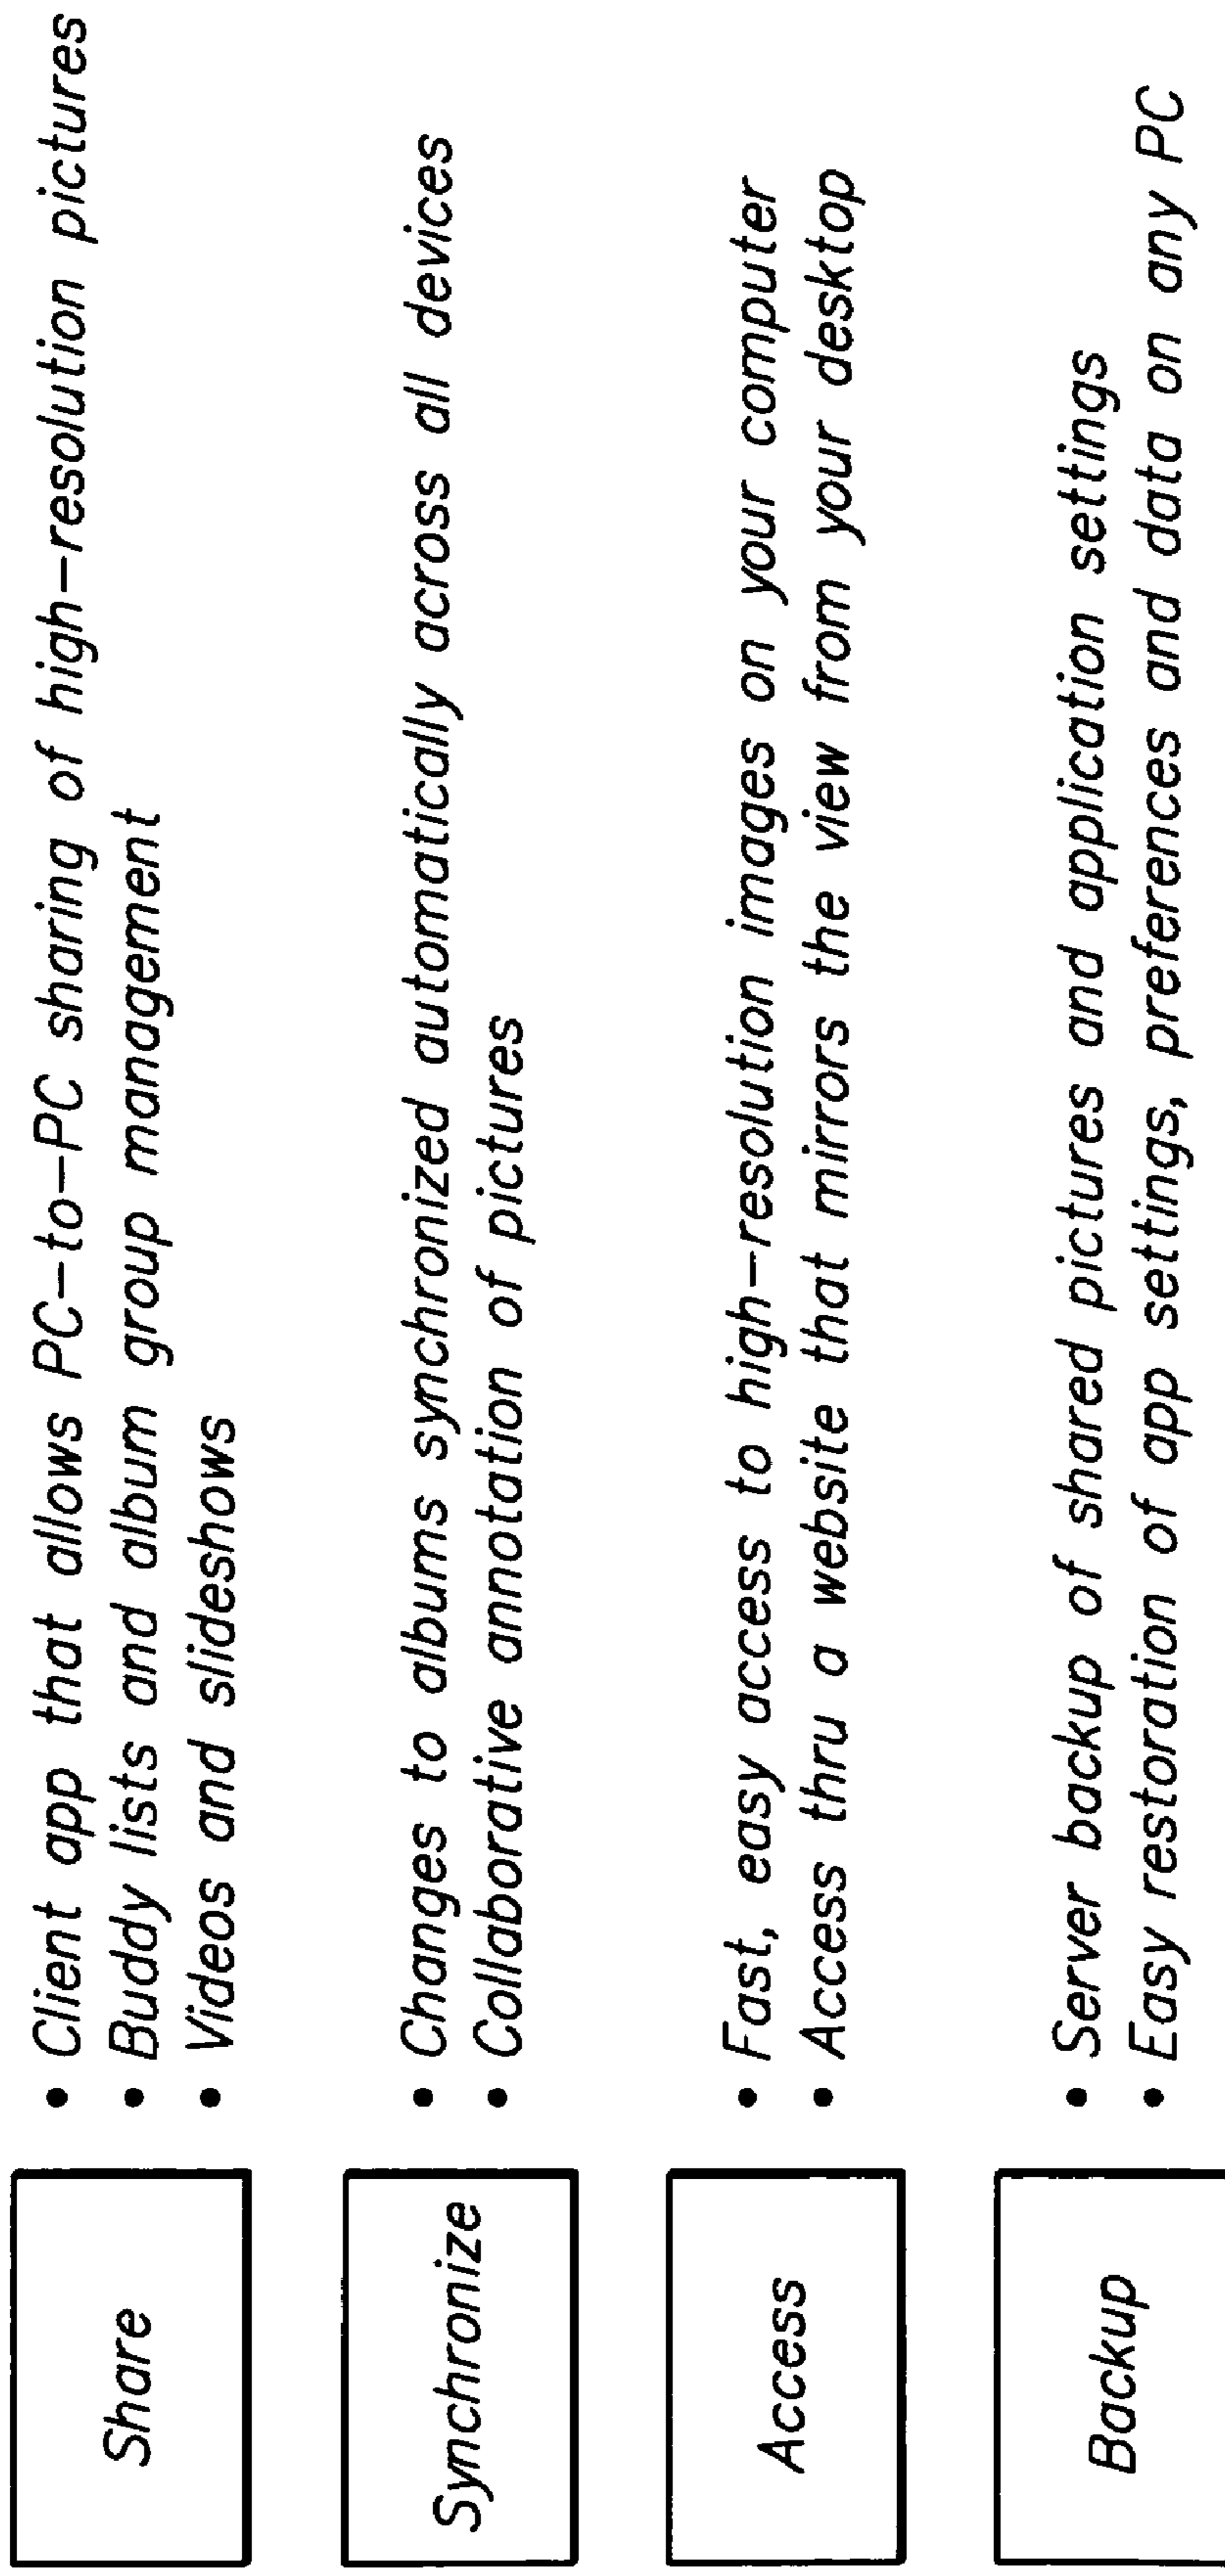 Share
• Client app that allows PC-to-PC sharing of high-resolution pictures
• Buddy lists and album group management
• Videos and slideshows
Synchronize
• Changes to albums synchronized automatically across all devices
• Collaborative annotation of pictures
Access
• Fast, easy access to high-resolution images on your computer
• Access thru a website that mirrors the view from your desktop
Backup
• Server backup of shared pictures and application settings
• Easy restoration of app settings, preferences and data on any PC